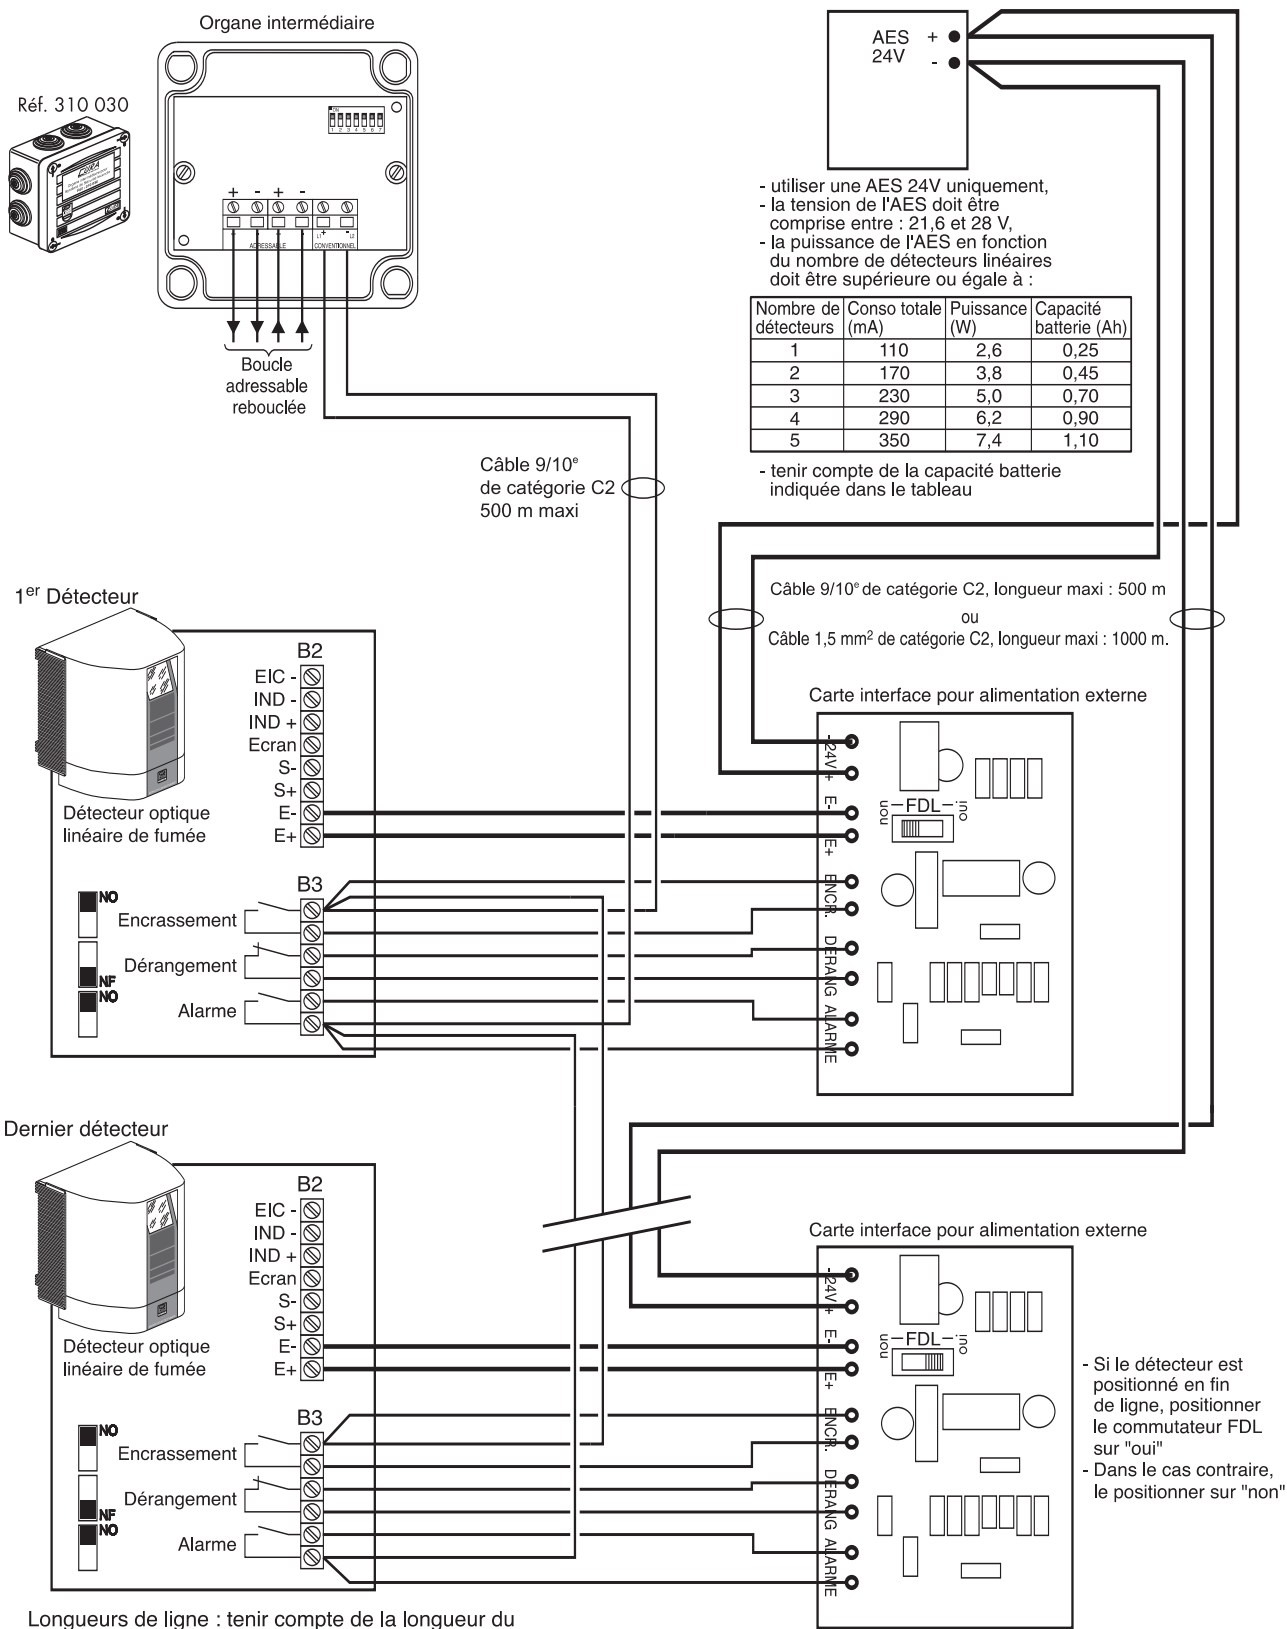 Organe intermédiaire
Réf. 310 030
ON
1 2 3 4 5 6 7
+ - + -
+ - + -
L1 + - L2
ADRESSABLE CONVENTIONNEL
Boucle
adressable
rebouclée
AES +
24V -
- utiliser une AES 24V uniquement,
- la tension de l'AES doit être
comprise entre : 21,6 et 28 V,
- la puissance de l'AES en fonction
du nombre de détecteurs linéaires
doit être supérieure ou égale à :
Nombre de détecteurs | Conso totale (mA) | Puissance (W) | Capacité batterie (Ah)
1 110 2,6 0,25
2 170 3,8 0,45
3 230 5,0 0,70
4 290 6,2 0,90
5 350 7,4 1,10
- tenir compte de la capacité batterie
indiquée dans le tableau
Câble 9/10e
de catégorie C2
500 m maxi
Câble 9/10e de catégorie C2, longueur maxi : 500 m
ou
Câble 1,5 mm² de catégorie C2, longueur maxi : 1000 m.
1er Détecteur
Détecteur optique
linéaire de fumée
B2
EIC -
IND -
IND +
Ecran
S-
S+
E-
E+
B3
NO
Encrassement
Dérangement
NF
NO
Alarme
Carte interface pour alimentation externe
- 24V +
E-
E+
non - FDL - oui
ENCR.
DERANG
ALARME
Dernier détecteur
Détecteur optique
linéaire de fumée
B2
EIC -
IND -
IND +
Ecran
S-
S+
E-
E+
B3
NO
Encrassement
Dérangement
NF
NO
Alarme
Carte interface pour alimentation externe
- 24V +
E-
E+
non - FDL - oui
ENCR.
DERANG
ALARME
- Si le détecteur est
positionné en fin
de ligne, positionner
le commutateur FDL
sur "oui"
- Dans le cas contraire,
le positionner sur "non"
Longueurs de ligne : tenir compte de la longueur du